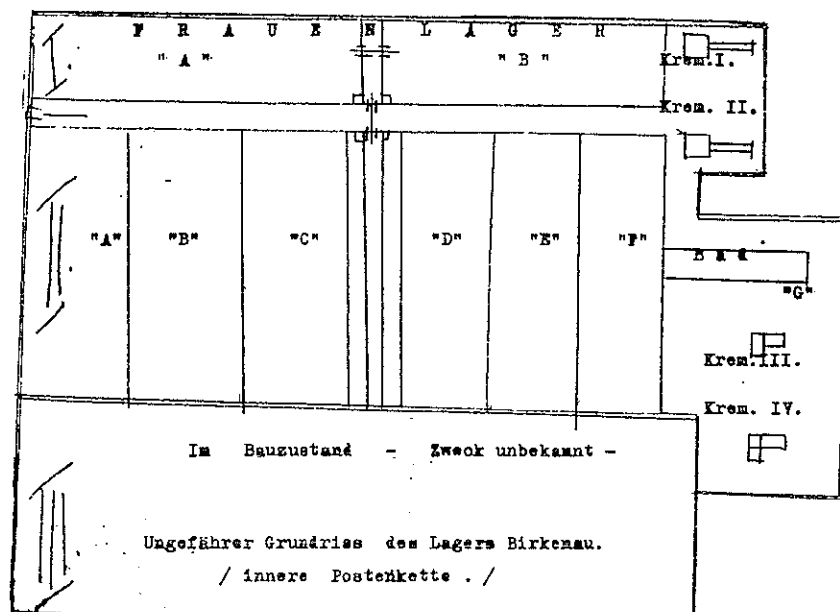 F R A U E N L A G E R
"A" "B" Krem.I.
Krem. II.
"A" "B" "C" "D" "E" "F" B a d.
"G"
Krem.III.
Krem. IV.
Im Bauzustand - Zweck unbekannt -
Ungefährer Grundriss des Lagers Birkenau.
/ innere Postenkette . /